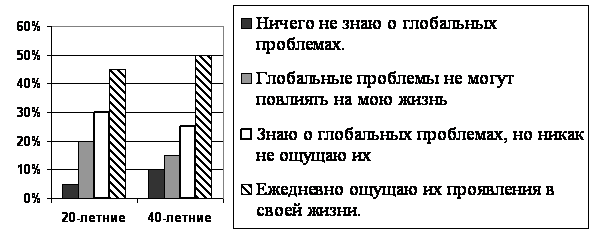 60%
50%
40%
30%
20%
10%
0%
20-летние
40-летние
Ничего не знаю о глобальных
проблемах.
Глобальные проблемы не могут
повлиять на мою жизнь
Знаю о глобальных проблемах, но никак
не ощущаю их
Ежедневно ощущаю их проявления в
своей жизни.